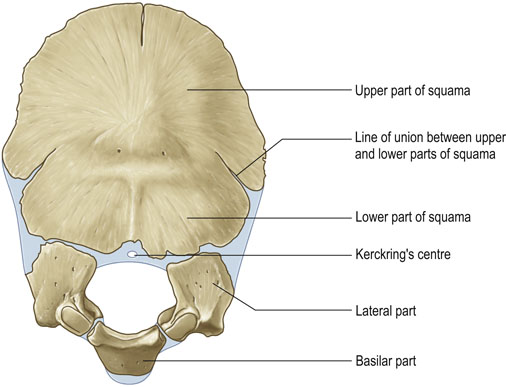 Upper part of squama
Line of union between upper
and lower parts of squama
Lower part of squama
Kerckring's centre
Lateral part
Basilar part